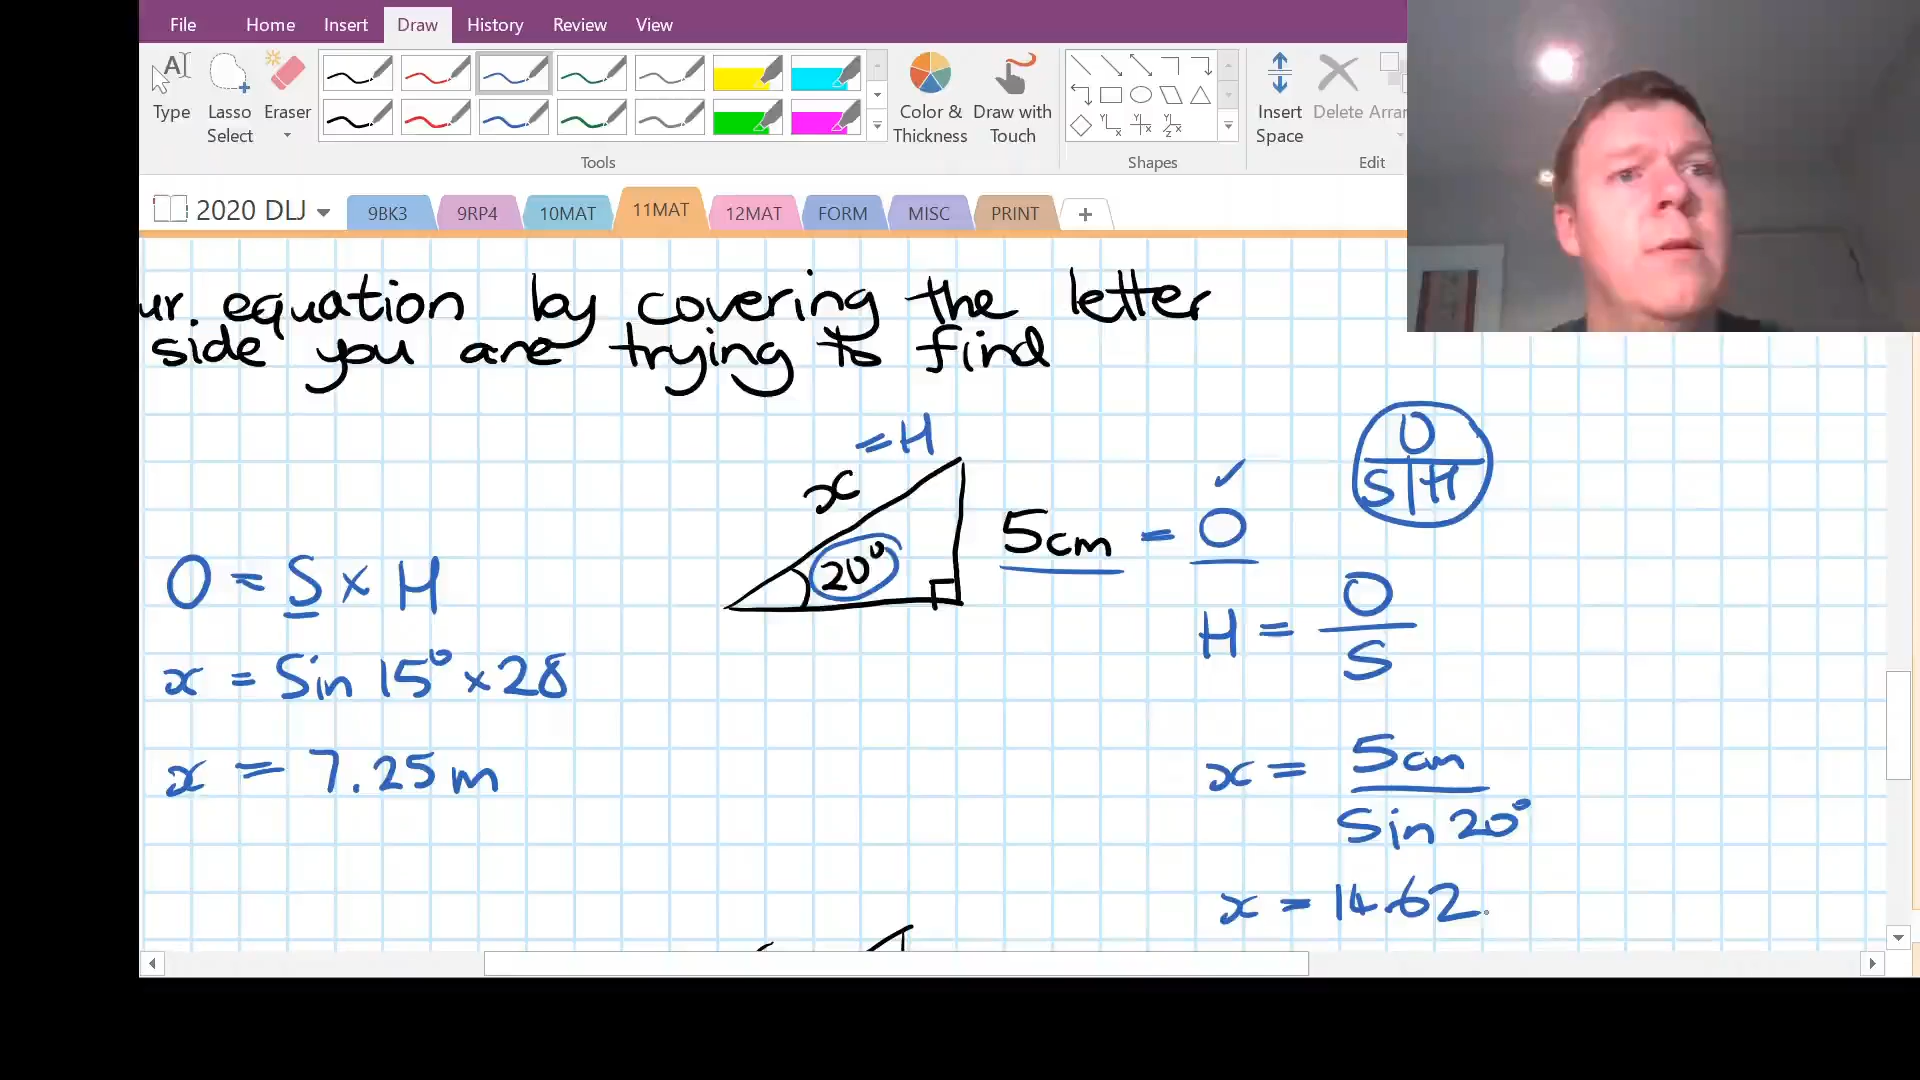 File Home Insert Draw History Review View
Type Lasso Select Eraser Color & Thickness Draw with Touch Insert Space Delete Arran
Tools Shapes Edit
2020 DLJ 9BK3 9RP4 10MAT 11MAT 12MAT FORM MISC PRINT +
ur. equation by covering the letter
side you are trying to find
= H
x
20°
5cm = O ✓
O
S | H
O = S × H
x = Sin 15° × 28
x = 7.25 m
H = O
S
x = 5cm
Sin 20°
x = 14.62